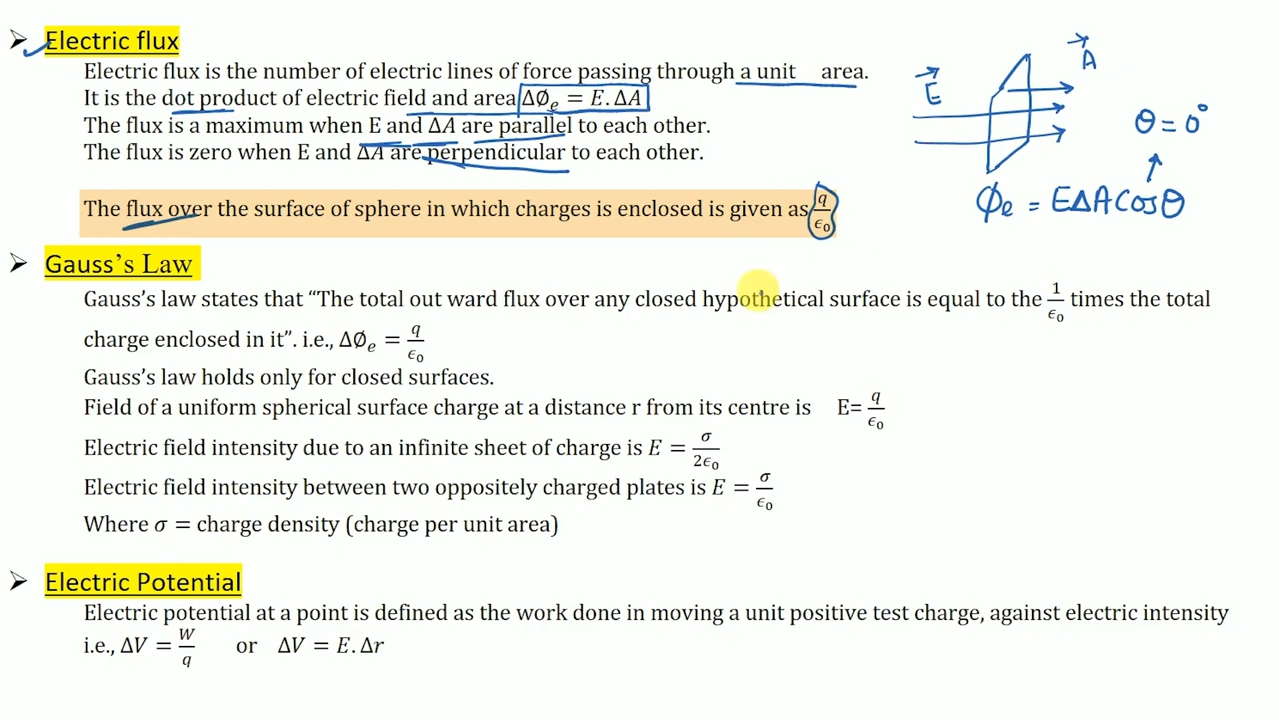 ➤ Electric flux
Electric flux is the number of electric lines of force passing through a unit area.
It is the dot product of electric field and area ΔØₑ = E.ΔA
The flux is a maximum when E and ΔA are parallel to each other.
The flux is zero when E and ΔA are perpendicular to each other.
E⃗
A⃗
θ = 0°
ϕₑ = EΔA Cosθ
The flux over the surface of sphere in which charges is enclosed is given as q/ϵ₀
➤ Gauss's Law
Gauss's law states that “The total out ward flux over any closed hypothetical surface is equal to the 1/ϵ₀ times the total
charge enclosed in it”. i.e., ΔØₑ = q/ϵ₀
Gauss's law holds only for closed surfaces.
Field of a uniform spherical surface charge at a distance r from its centre is E= q/ϵ₀
Electric field intensity due to an infinite sheet of charge is E = σ/2ϵ₀
Electric field intensity between two oppositely charged plates is E = σ/ϵ₀
Where σ = charge density (charge per unit area)
➤ Electric Potential
Electric potential at a point is defined as the work done in moving a unit positive test charge, against electric intensity
i.e., ΔV = W/q or ΔV = E.Δr